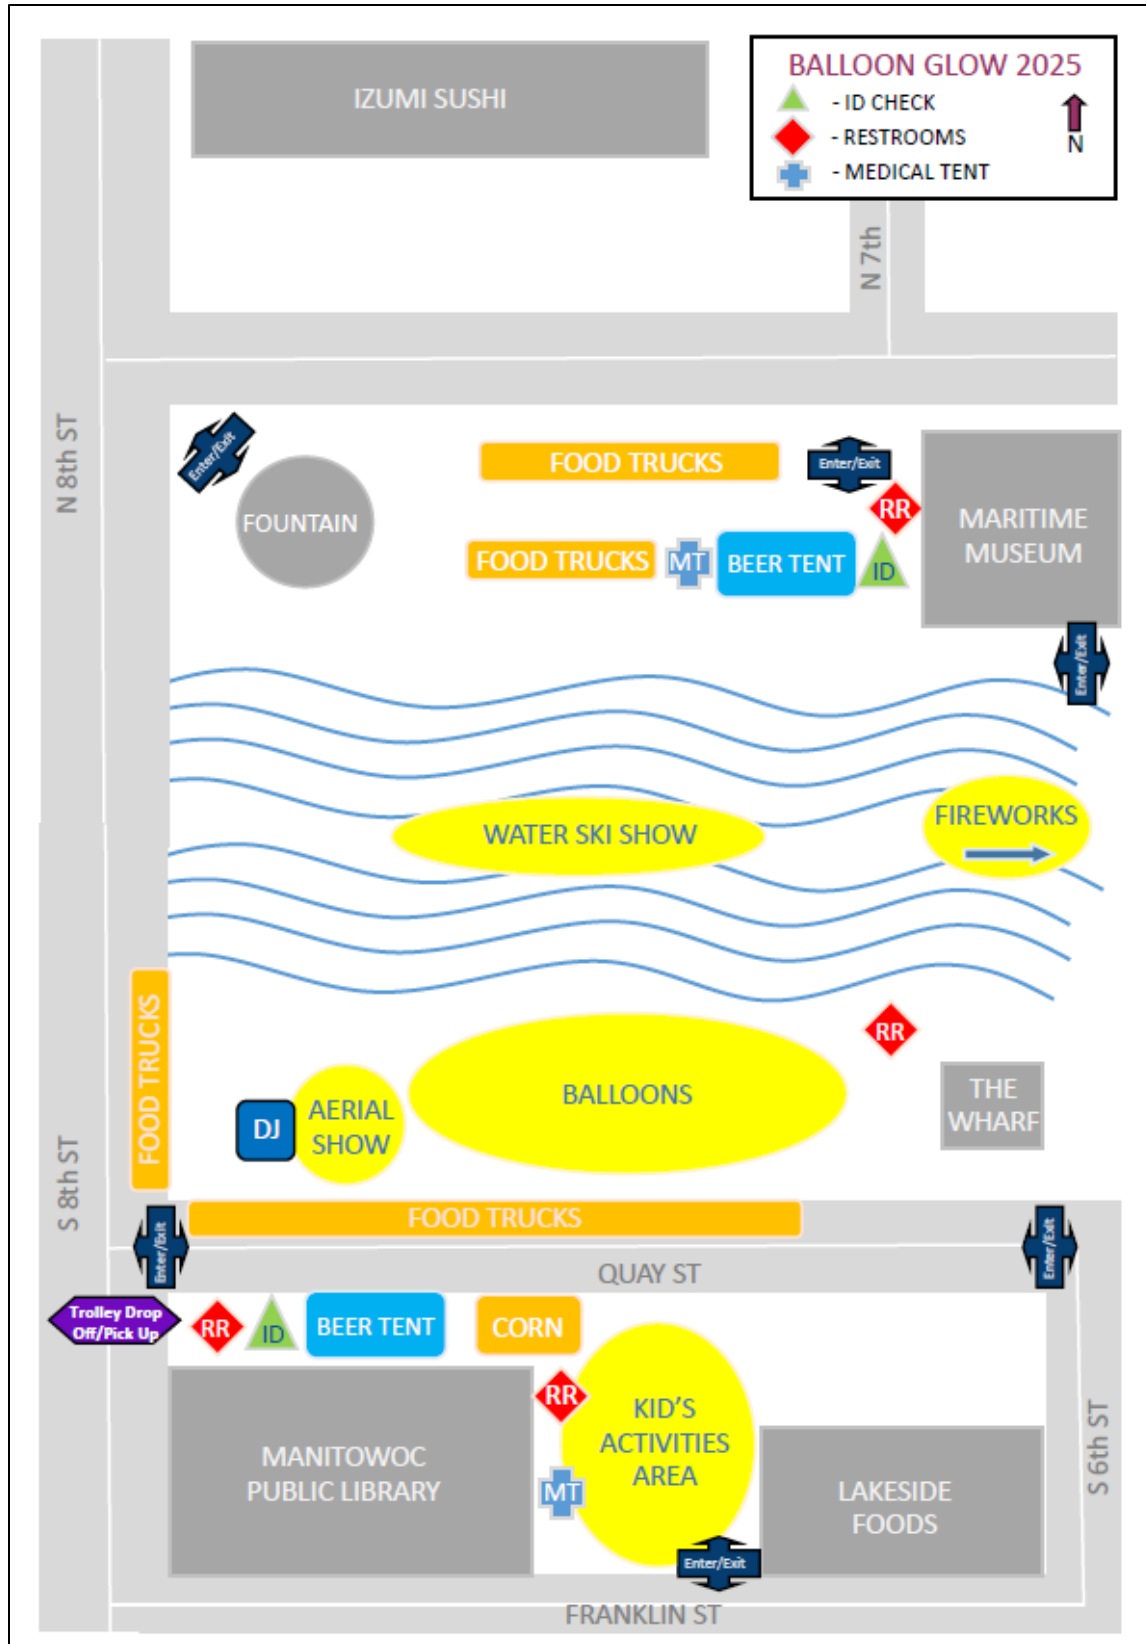 IZUMI SUSHI
BALLOON GLOW 2025
- ID CHECK
- RESTROOMS
- MEDICAL TENT
N
N 7th
N 8th ST
Enter/Exit
FOUNTAIN
FOOD TRUCKS
Enter/Exit
RR
MARITIME
MUSEUM
FOOD TRUCKS
MT
BEER TENT
ID
Enter/Exit
WATER SKI SHOW
FIREWORKS
FOOD TRUCKS
RR
BALLOONS
THE
WHARF
DJ
AERIAL
SHOW
S 8th ST
FOOD TRUCKS
Enter/Exit
Enter/Exit
QUAY ST
Trolley Drop
Off/Pick Up
RR
ID
BEER TENT
CORN
RR
KID'S
ACTIVITIES
AREA
MANITOWOC
PUBLIC LIBRARY
MT
LAKESIDE
FOODS
S 6th ST
Enter/Exit
FRANKLIN ST